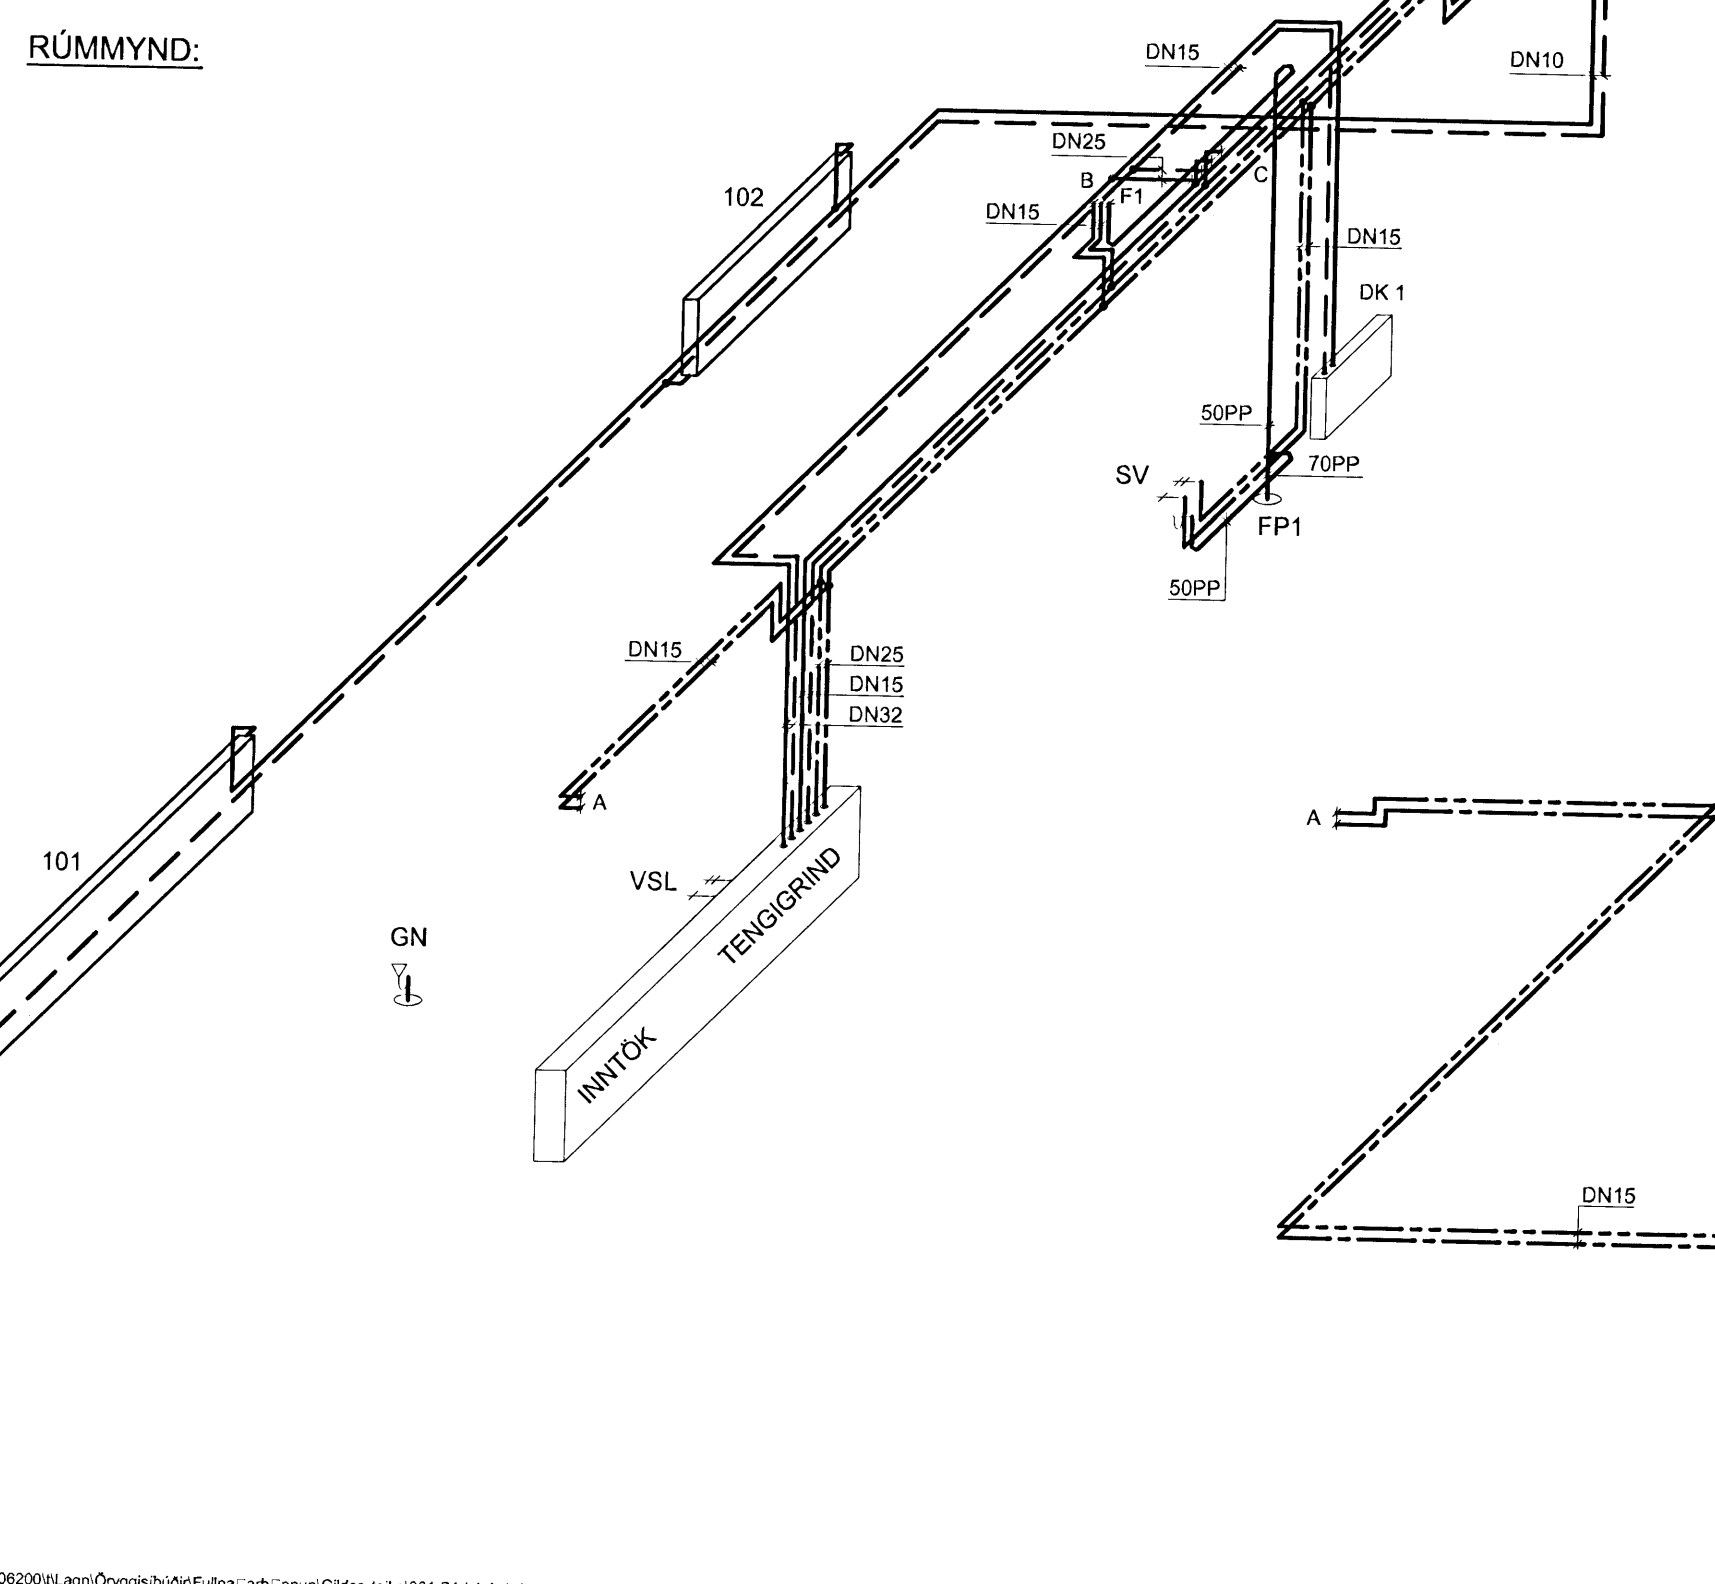 RÚMMYND:
DN15
DN10
DN25
102
B
F1
C
DN15
DN15
DK 1
50PP
SV
70PP
FP1
50PP
DN15
DN25
DN15
DN32
A
A
101
VSL
TENGIGRIND
GN
INNTÖK
DN15